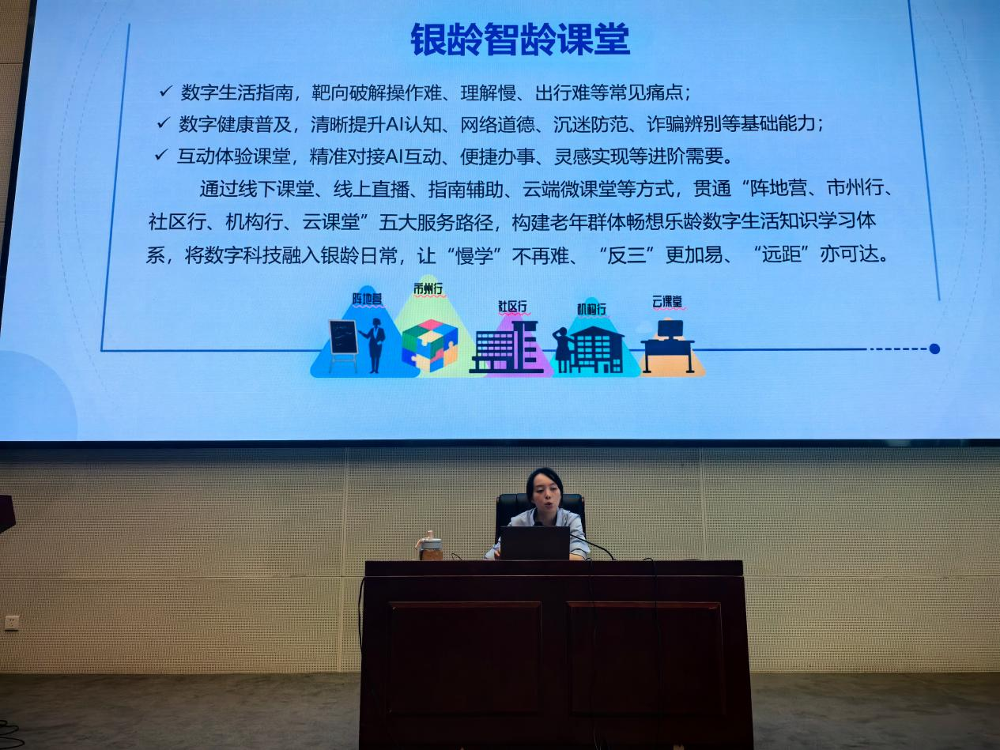 银龄智龄课堂
✓ 数字生活指南，靶向破解操作难、理解慢、出行难等常见痛点；
✓ 数字健康普及，清晰提升AI认知、网络道德、沉迷防范、诈骗辨别等基础能力；
✓ 互动体验课堂，精准对接AI互动、便捷办事、灵感实现等进阶需要。
通过线下课堂、线上直播、指南辅助、云端微课堂等方式，贯通“阵地营、市州行、
社区行、机构行、云课堂”五大服务路径，构建老年群体畅想乐龄数字生活知识学习体
系，将数字科技融入银龄日常，让“慢学”不再难、“反三”更加易、“远距”亦可达。
阵地营
市州行
社区行
机构行
云课堂